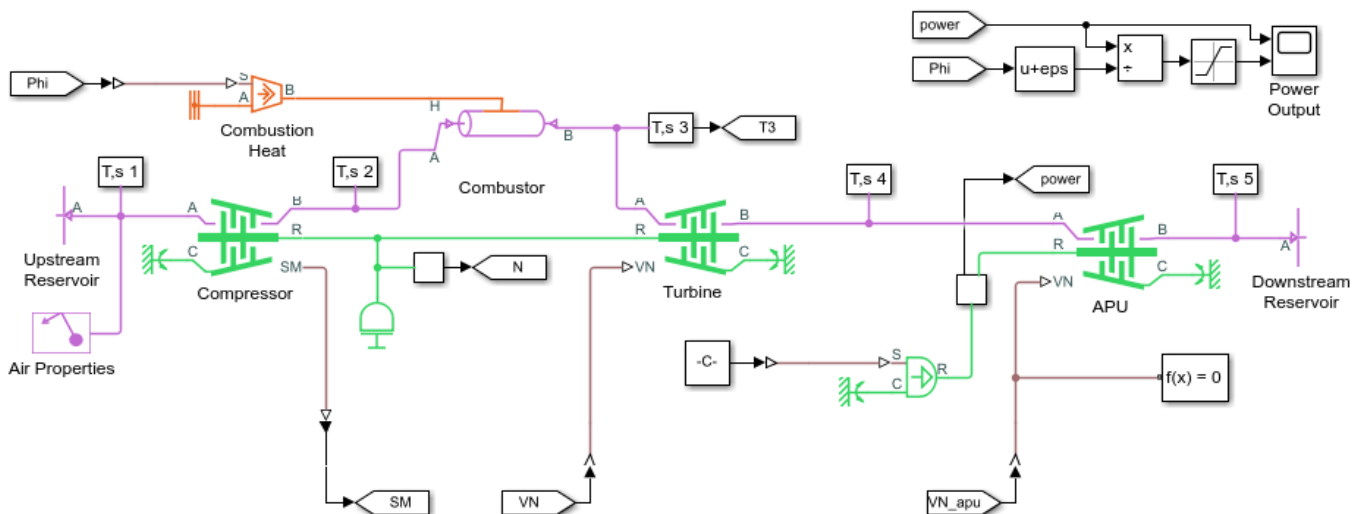 power
Phi
u+eps
x
÷
Power
Output
Phi
S
A
B
Combustion
Heat
H
A
B
Combustor
T,s 3
T3
T,s 1
T,s 2
T,s 4
power
T,s 5
A
Upstream
Reservoir
A
B
C
R
SM
Compressor
N
A
B
R
C
VN
Turbine
A
B
R
C
VN
APU
A
Downstream
Reservoir
Air Properties
-C-
S
C
R
f(x) = 0
SM
VN
VN_apu